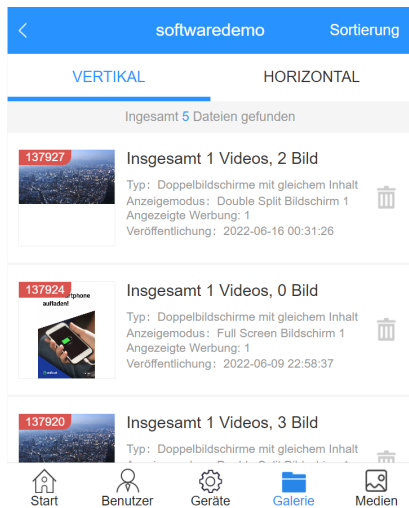 softwaredemo
Sortierung
VERTIKAL
HORIZONTAL
Ingesamt 5 Dateien gefunden
137927
Insgesamt 1 Videos, 2 Bild
Typ: Doppelbildschirme mit gleichem Inhalt
Anzeigemodus: Double Split Bildschirm 1
Angezeigte Werbung: 1
Veröffentlichung: 2022-06-16 00:31:26
137924
aufladen!
Insgesamt 1 Videos, 0 Bild
Typ: Doppelbildschirme mit gleichem Inhalt
Anzeigemodus: Full Screen Bildschirm 1
Angezeigte Werbung: 1
Veröffentlichung: 2022-06-09 22:58:37
137920
Insgesamt 1 Videos, 3 Bild
Typ: Doppelbildschirme mit gleichem Inhalt
Start
Benutzer
Geräte
Galerie
Medien